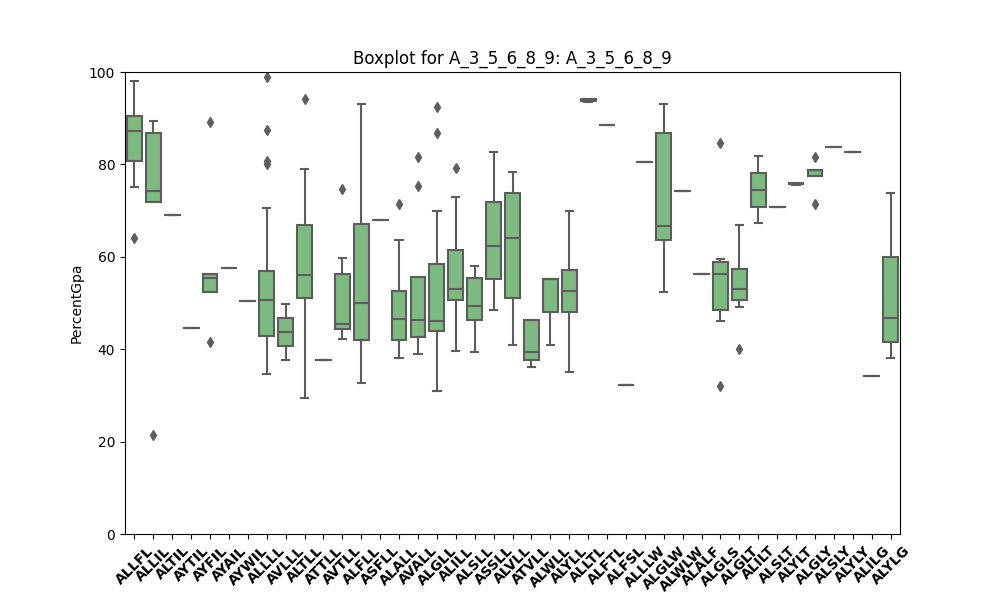 Boxplot for A_3_5_6_8_9: A_3_5_6_8_9
PercentGpa
100
80
60
40
20
0
ALLFL
ALLIL
ALTIL
AYTIL
AYFIL
AYAIL
AYWIL
ALLLL
AVLLL
ALTLL
ATTLL
AVTLL
ALFLL
ASFLL
ALALL
AVALL
ALGLL
ALILL
ALSLL
ASSLL
ALVLL
ATVLL
ALWLL
ALYLL
ALLTL
ALFTL
ALFSL
ALLLW
ALGLW
ALWLW
ALALF
ALGLS
ALGLT
ALILT
ALSLT
ALYLT
ALGLY
ALSLY
ALYLY
ALILG
ALYLG